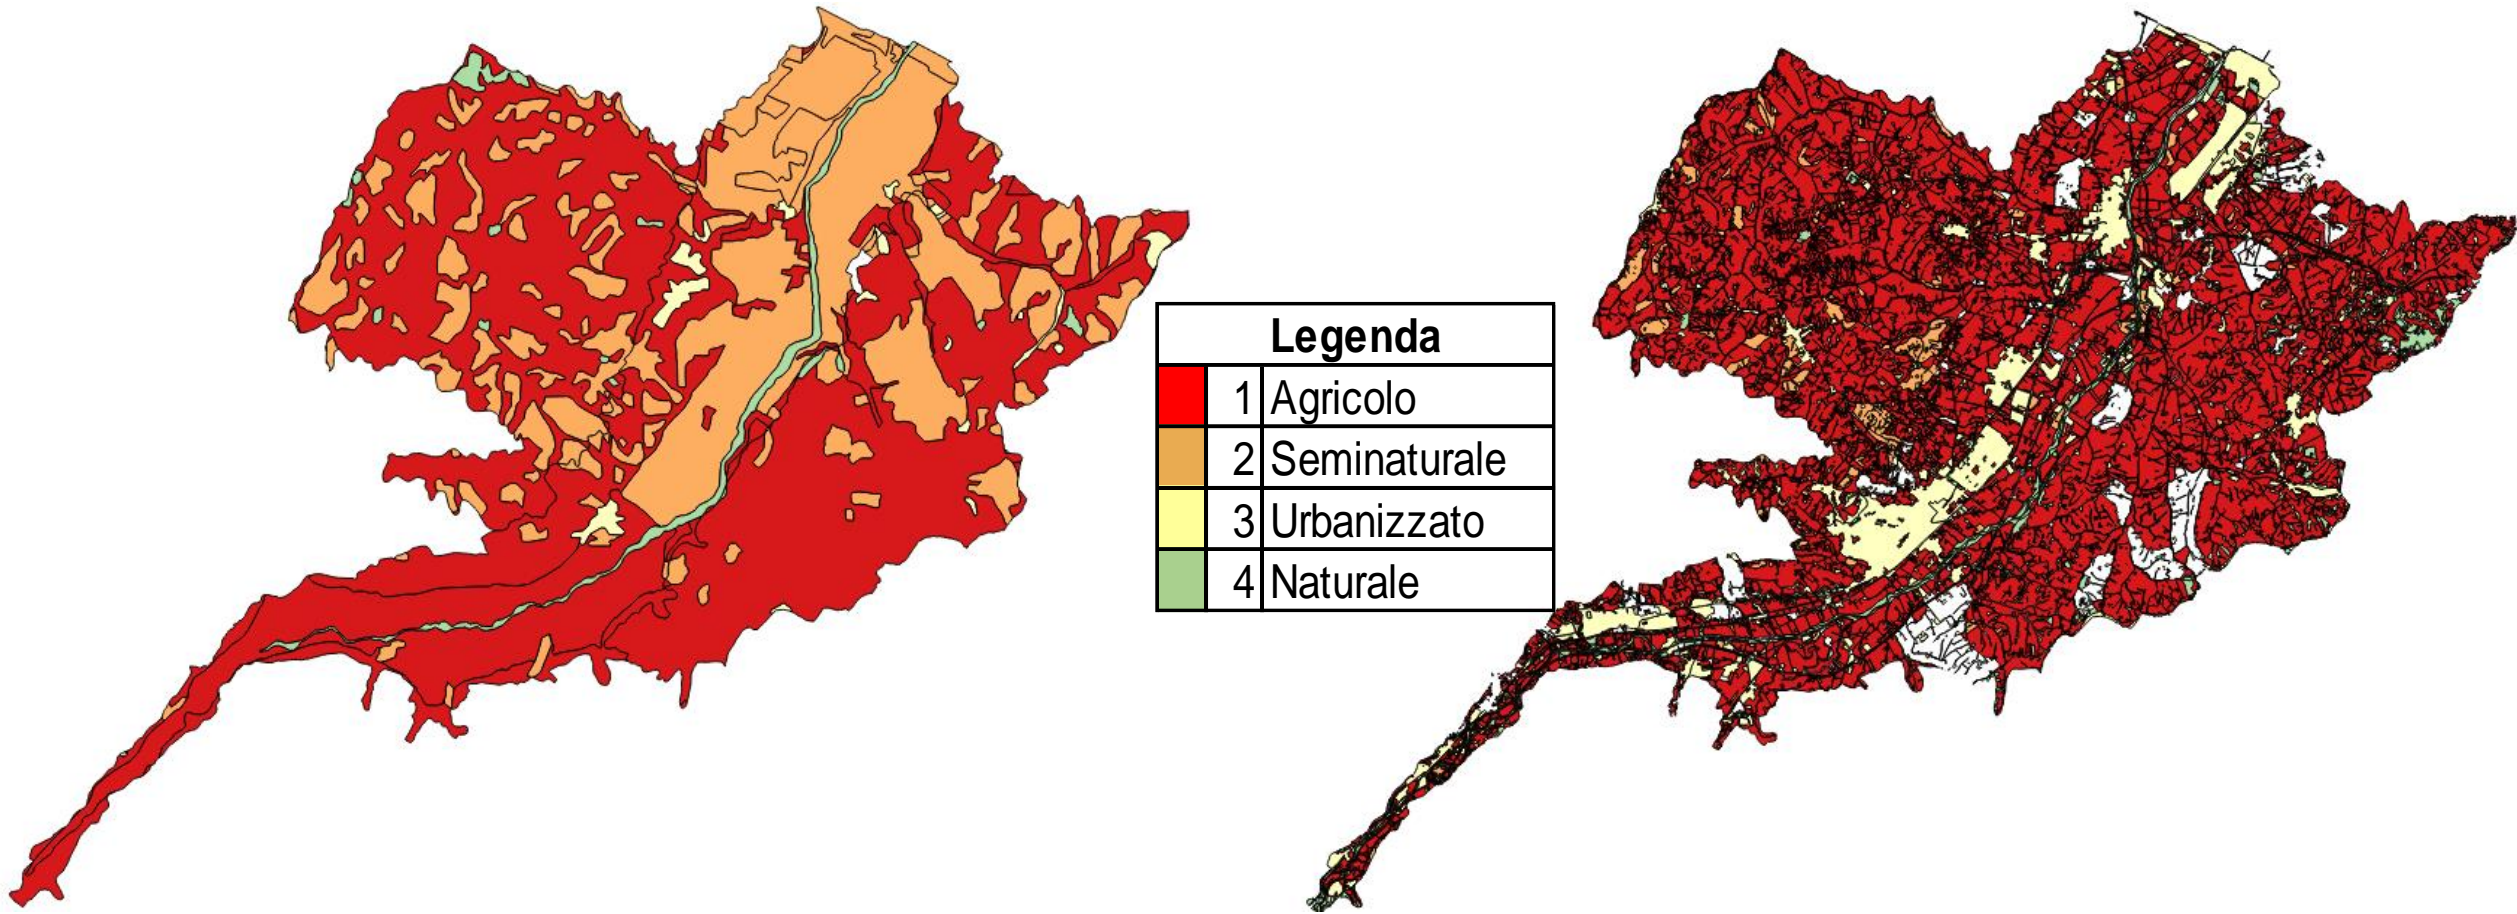 Legenda
1 Agricolo
2 Seminaturale
3 Urbanizzato
4 Naturale